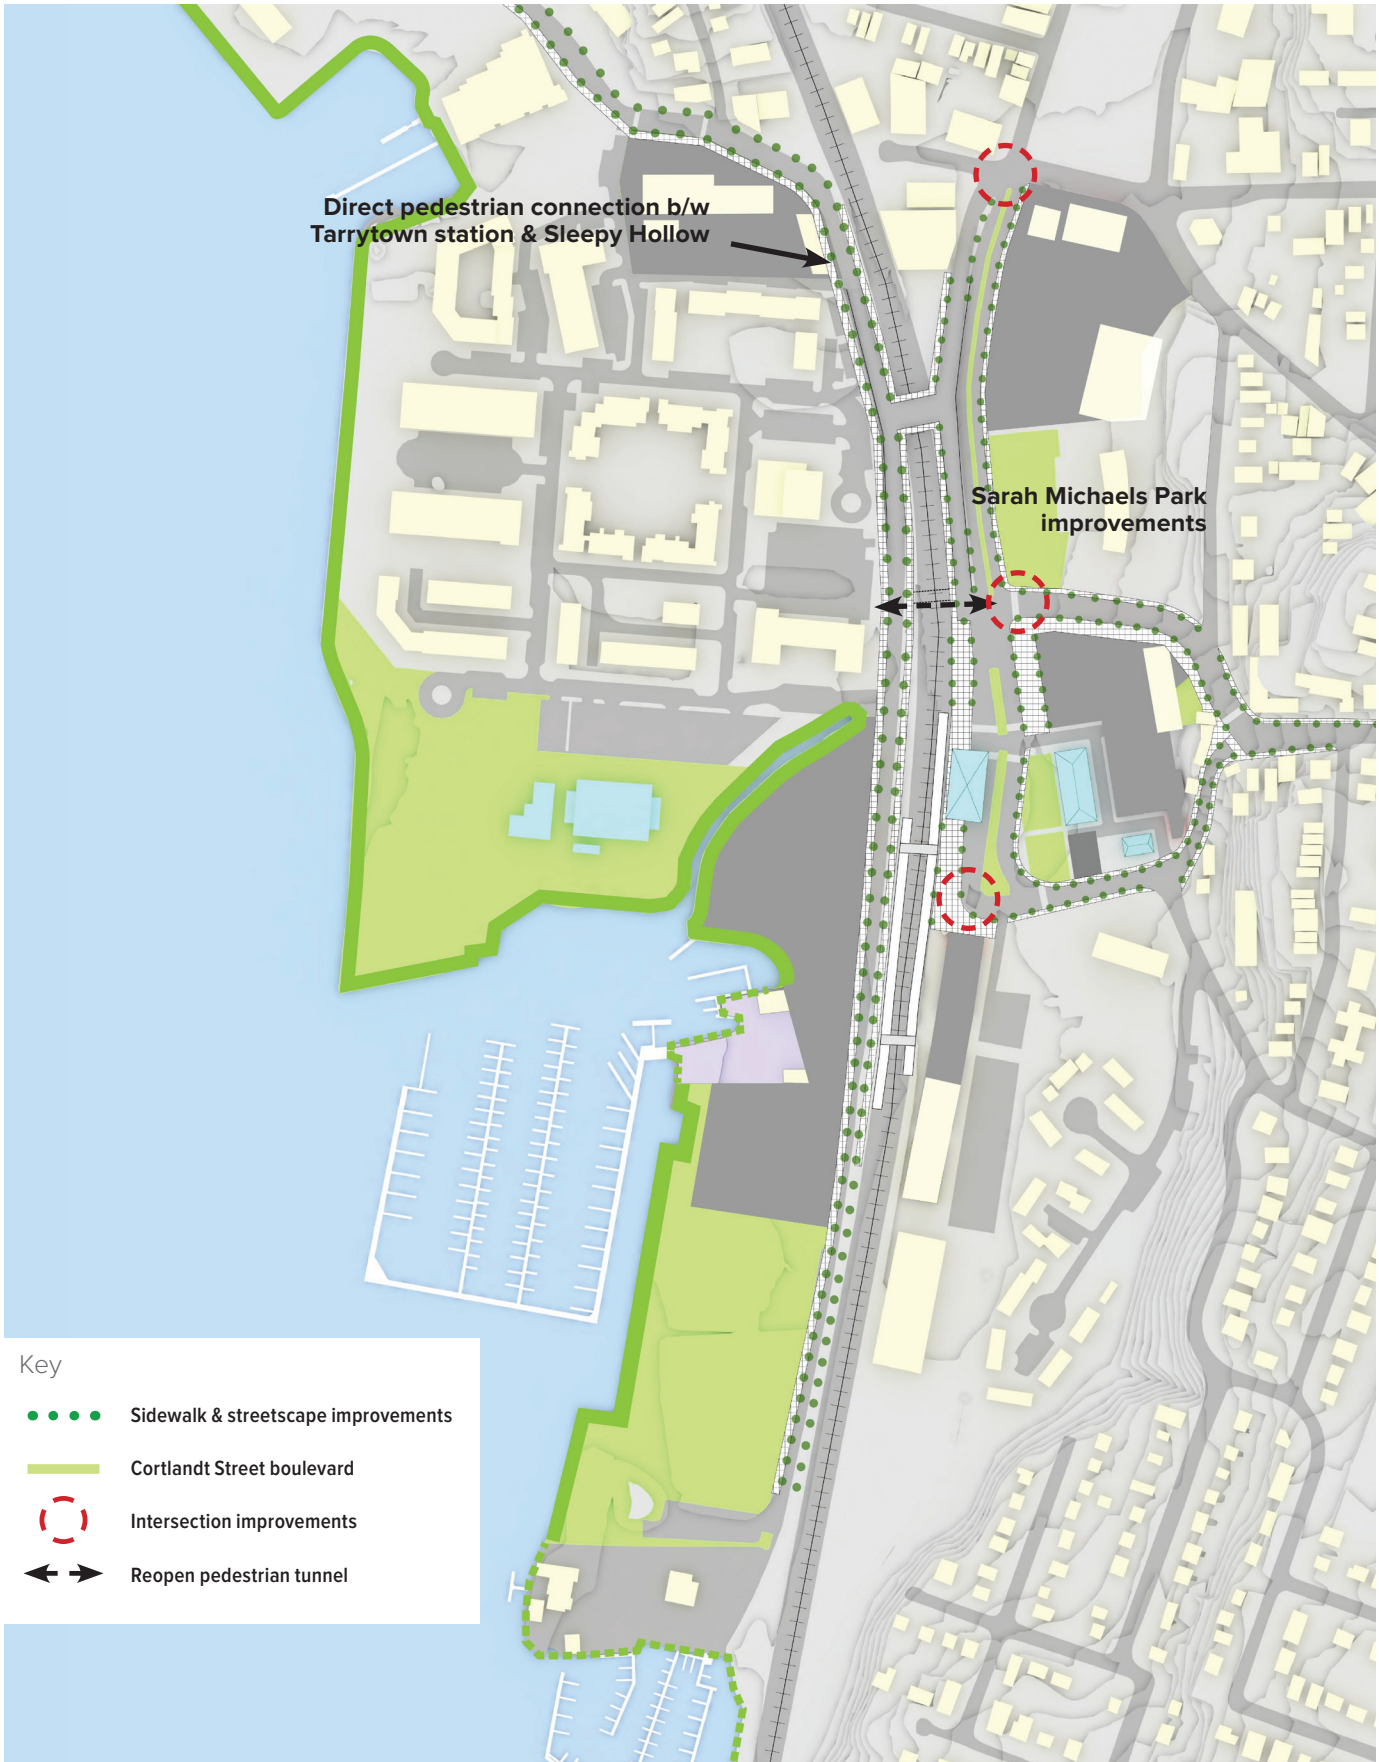 Direct pedestrian connection b/w
Tarrytown station & Sleepy Hollow
Sarah Michaels Park
improvements
Key
Sidewalk & streetscape improvements
Cortlandt Street boulevard
Intersection improvements
Reopen pedestrian tunnel